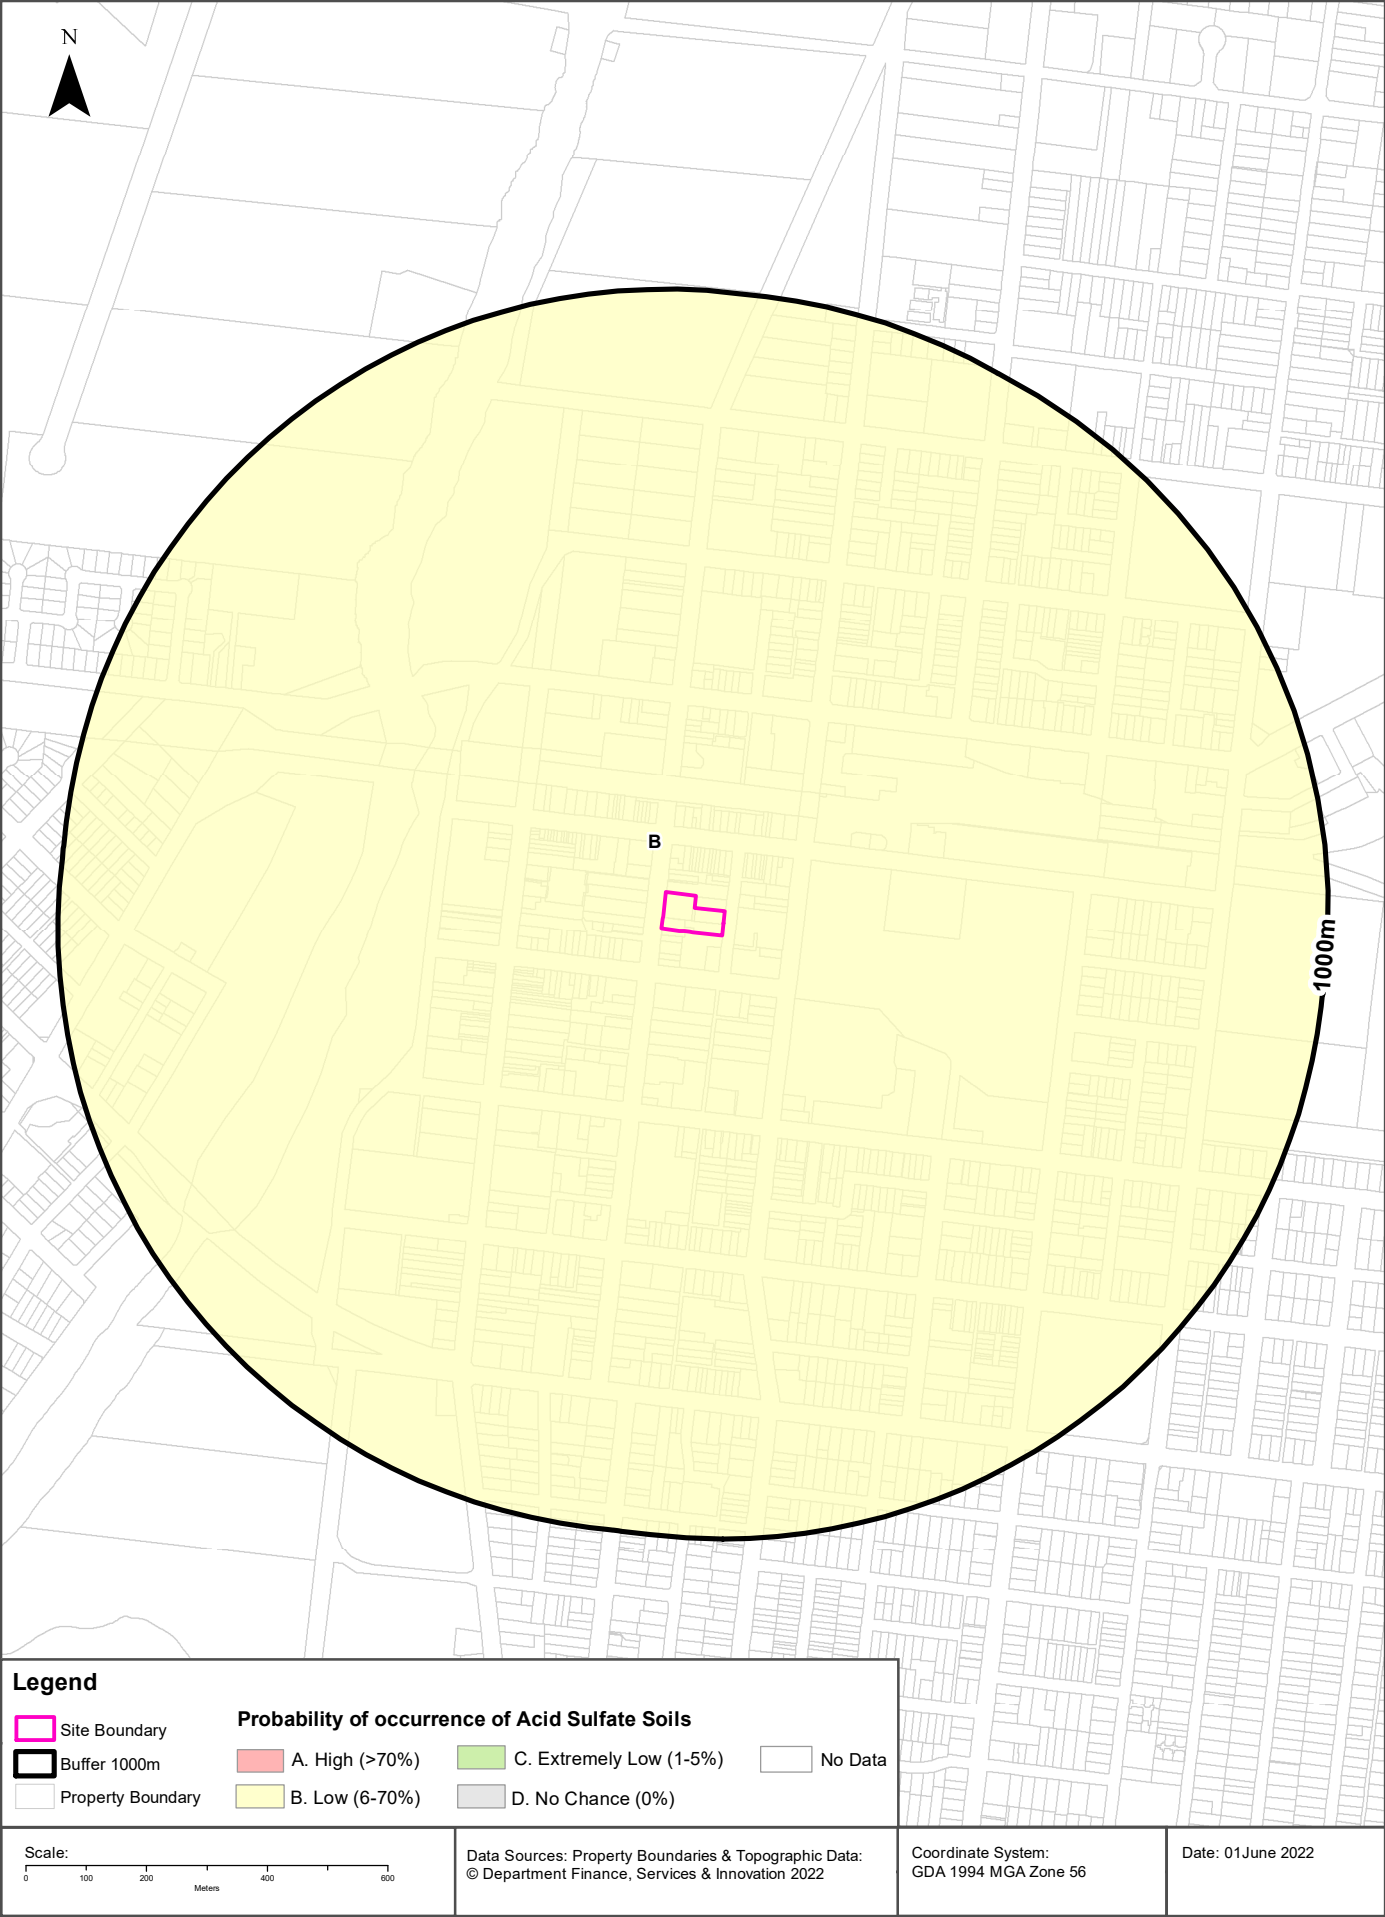 N
B
1000m
Legend
Site Boundary
Buffer 1000m
Property Boundary
Probability of occurrence of Acid Sulfate Soils
A. High (>70%)
B. Low (6-70%)
C. Extremely Low (1-5%)
D. No Chance (0%)
No Data
Scale:
0 100 200 400 600
Meters
Data Sources: Property Boundaries & Topographic Data:
© Department Finance, Services & Innovation 2022
Coordinate System:
GDA 1994 MGA Zone 56
Date: 01June 2022